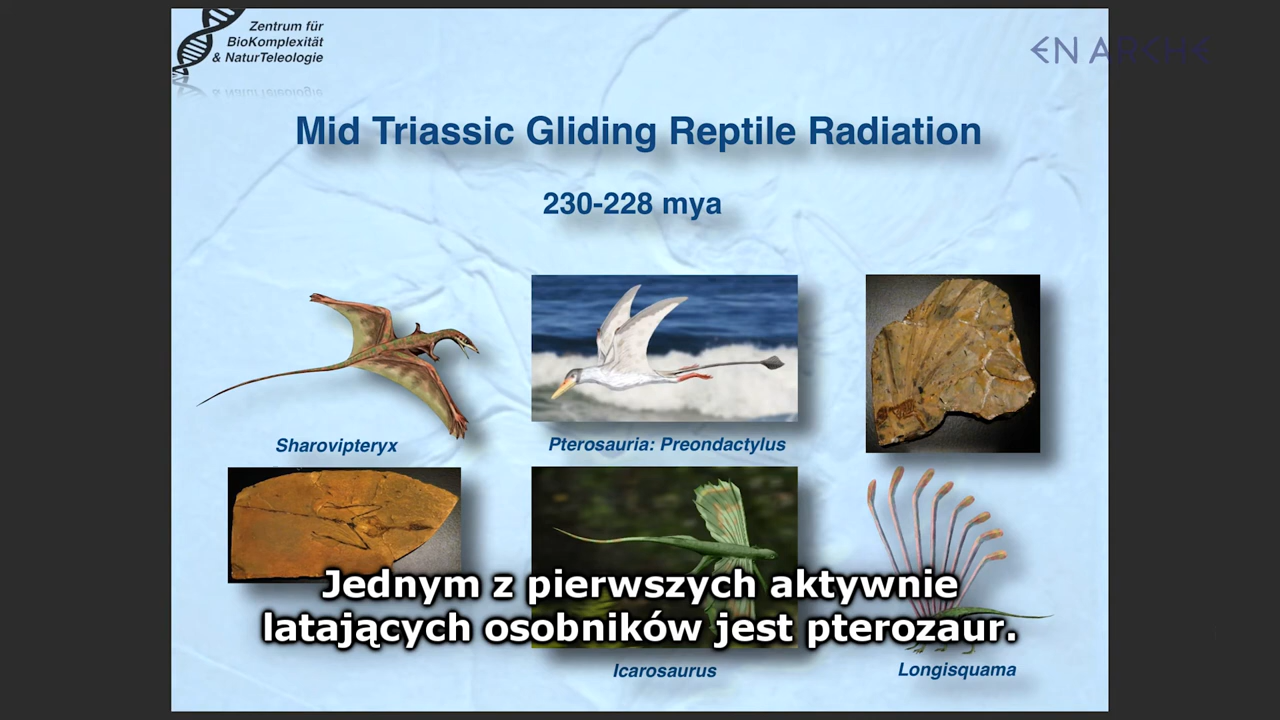 Zentrum für
BioKomplexität
& NaturTeleologie
EN ARCHE
Mid Triassic Gliding Reptile Radiation
230-228 mya
Sharovipteryx
Pterosauria: Preondactylus
Jednym z pierwszych aktywnie
latających osobników jest pterozaur.
Icarosaurus
Longisquama